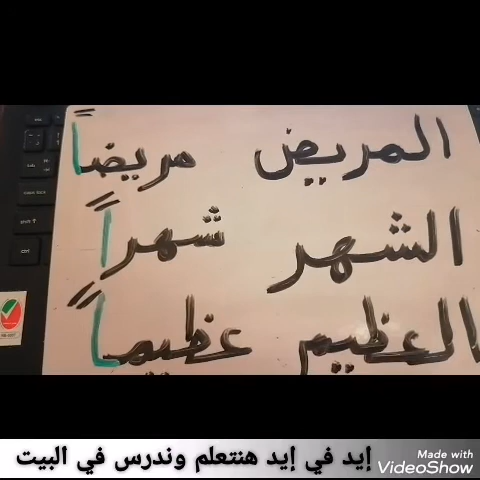 المريض مريضاً
الشهر شهراً
العظيم عظيماً
إيد في إيد هنتعلم وندرس في البيت
Made with
VideoShow